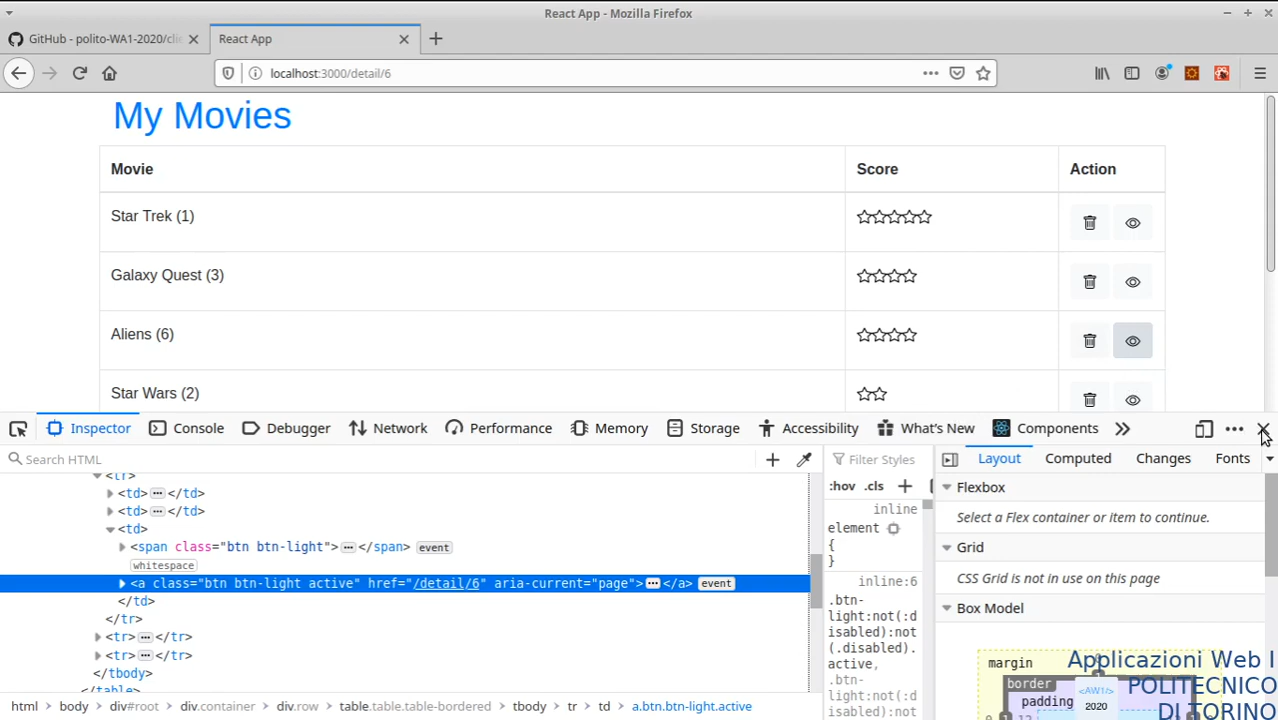 React App - Mozilla Firefox
GitHub - polito-WA1-2020/cli
React App
localhost:3000/detail/6
My Movies
Movie Score Action
Star Trek (1)
Galaxy Quest (3)
Aliens (6)
Star Wars (2)
Inspector Console Debugger Network Performance Memory Storage Accessibility What's New Components
Search HTML
Filter Styles
Layout Computed Changes Fonts
:hov .cls
<tr>
<td> </td>
<td> </td>
<td>
<span class="btn btn-light"> </span> event
whitespace
<a class="btn btn-light active" href="/detail/6" aria-current="page"> </a> event
</td>
</tr>
<tr> </tr>
<tr> </tr>
</tbody>
</table>
inline
element
{
}
inline:6
.btn-
light:not(:d
isabled):not
(.disabled).
active,
.btn-
light:not(:d
isabled):not
Flexbox
Select a Flex container or item to continue.
Grid
CSS Grid is not in use on this page
Box Model
margin
border
padding
Applicazioni Web I
POLITECNICO
DI TORINO
<AW1/>
2020
html body div#root div.container div.row table.table.table-bordered tbody tr td a.btn.btn-light.active